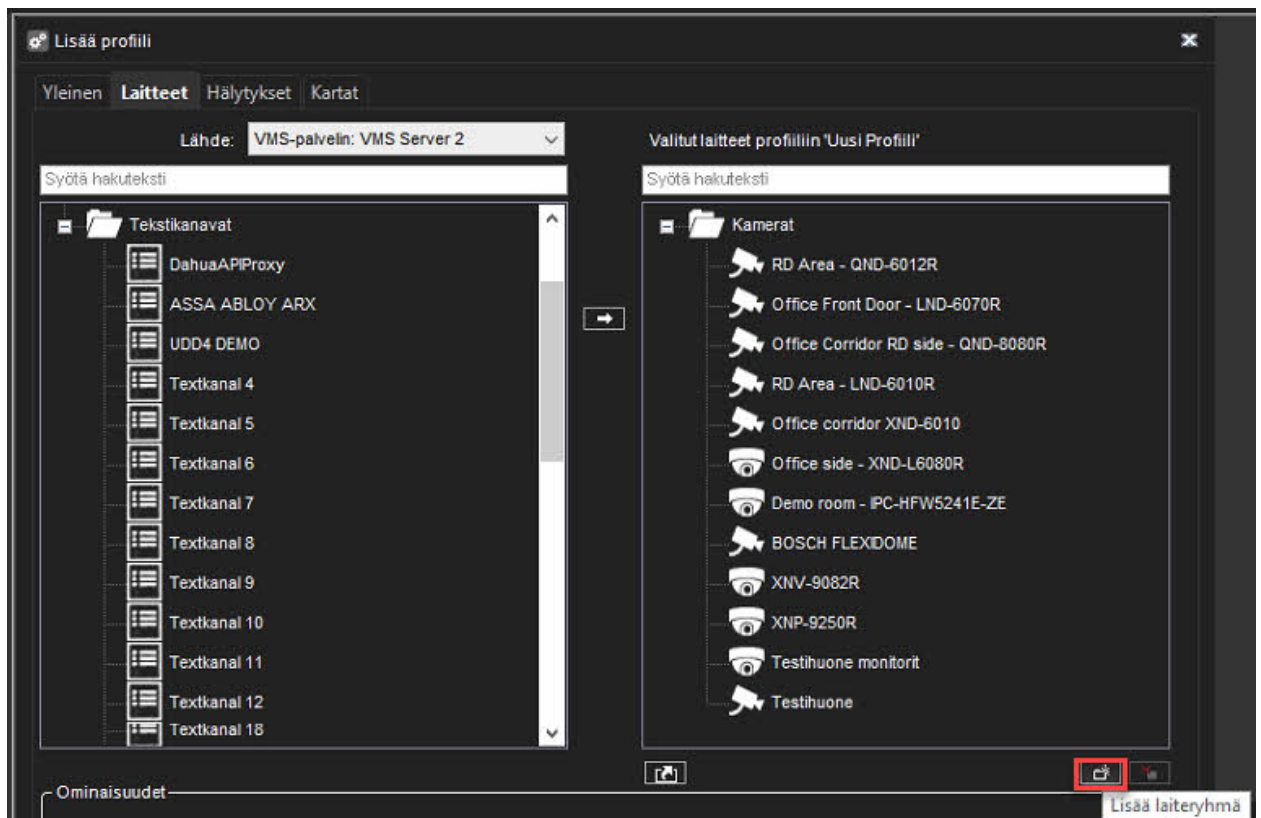 Lisää profiili
Yleinen Laitteet Hälytykset Kartat
Lähde: VMS-palvelin: VMS Server 2
Valitut laitteet profiiliin 'Uusi Profiili'
Syötä hakuteksti
Syötä hakuteksti
Tekstikanavat
DahuaAPIProxy
ASSA ABLOY ARX
UDD4 DEMO
Textkanal 4
Textkanal 5
Textkanal 6
Textkanal 7
Textkanal 8
Textkanal 9
Textkanal 10
Textkanal 11
Textkanal 12
Textkanal 18
Kamerat
RD Area - QND-6012R
Office Front Door - LND-6070R
Office Corridor RD side - QND-8080R
RD Area - LND-6010R
Office corridor XND-6010
Office side - XND-L6080R
Demo room - IPC-HFW5241E-ZE
BOSCH FLEXIDOME
XNV-9082R
XNP-9250R
Testihuone monitorit
Testihuone
Ominaisuudet
Lisää laiteryhmä